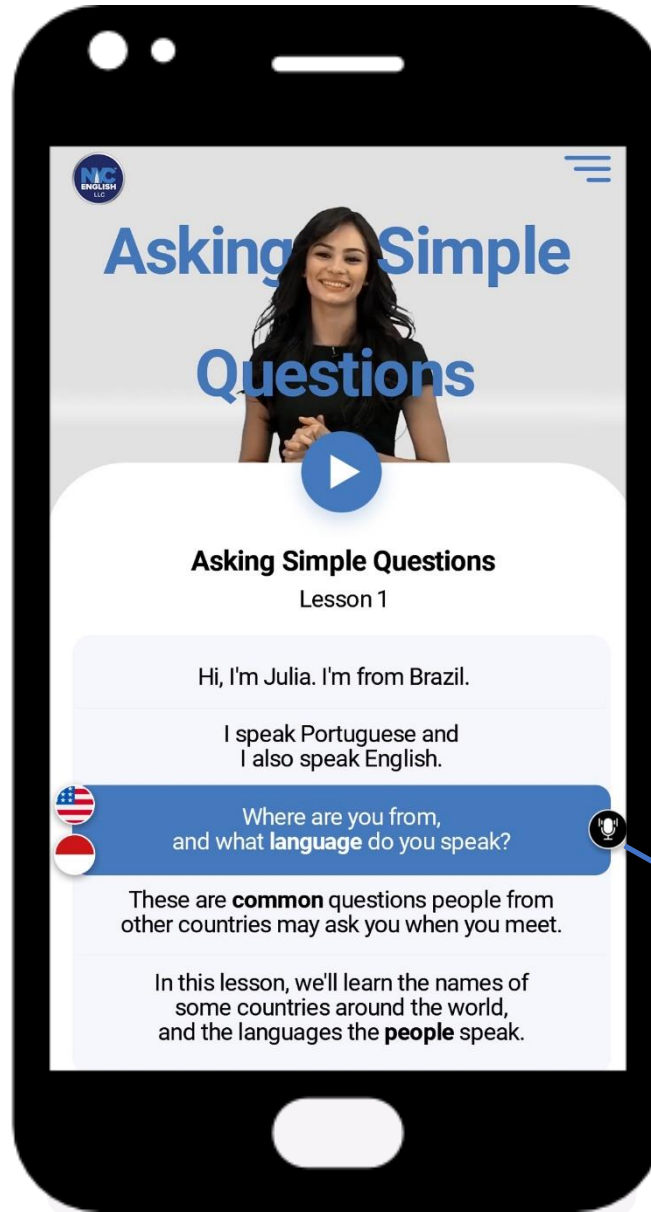 NYC
ENGLISH
LLC
Asking Simple
Questions
Asking Simple Questions
Lesson 1
Hi, I'm Julia. I'm from Brazil.
I speak Portuguese and
I also speak English.
Where are you from,
and what language do you speak?
These are common questions people from
other countries may ask you when you meet.
In this lesson, we'll learn the names of
some countries around the world,
and the languages the people speak.